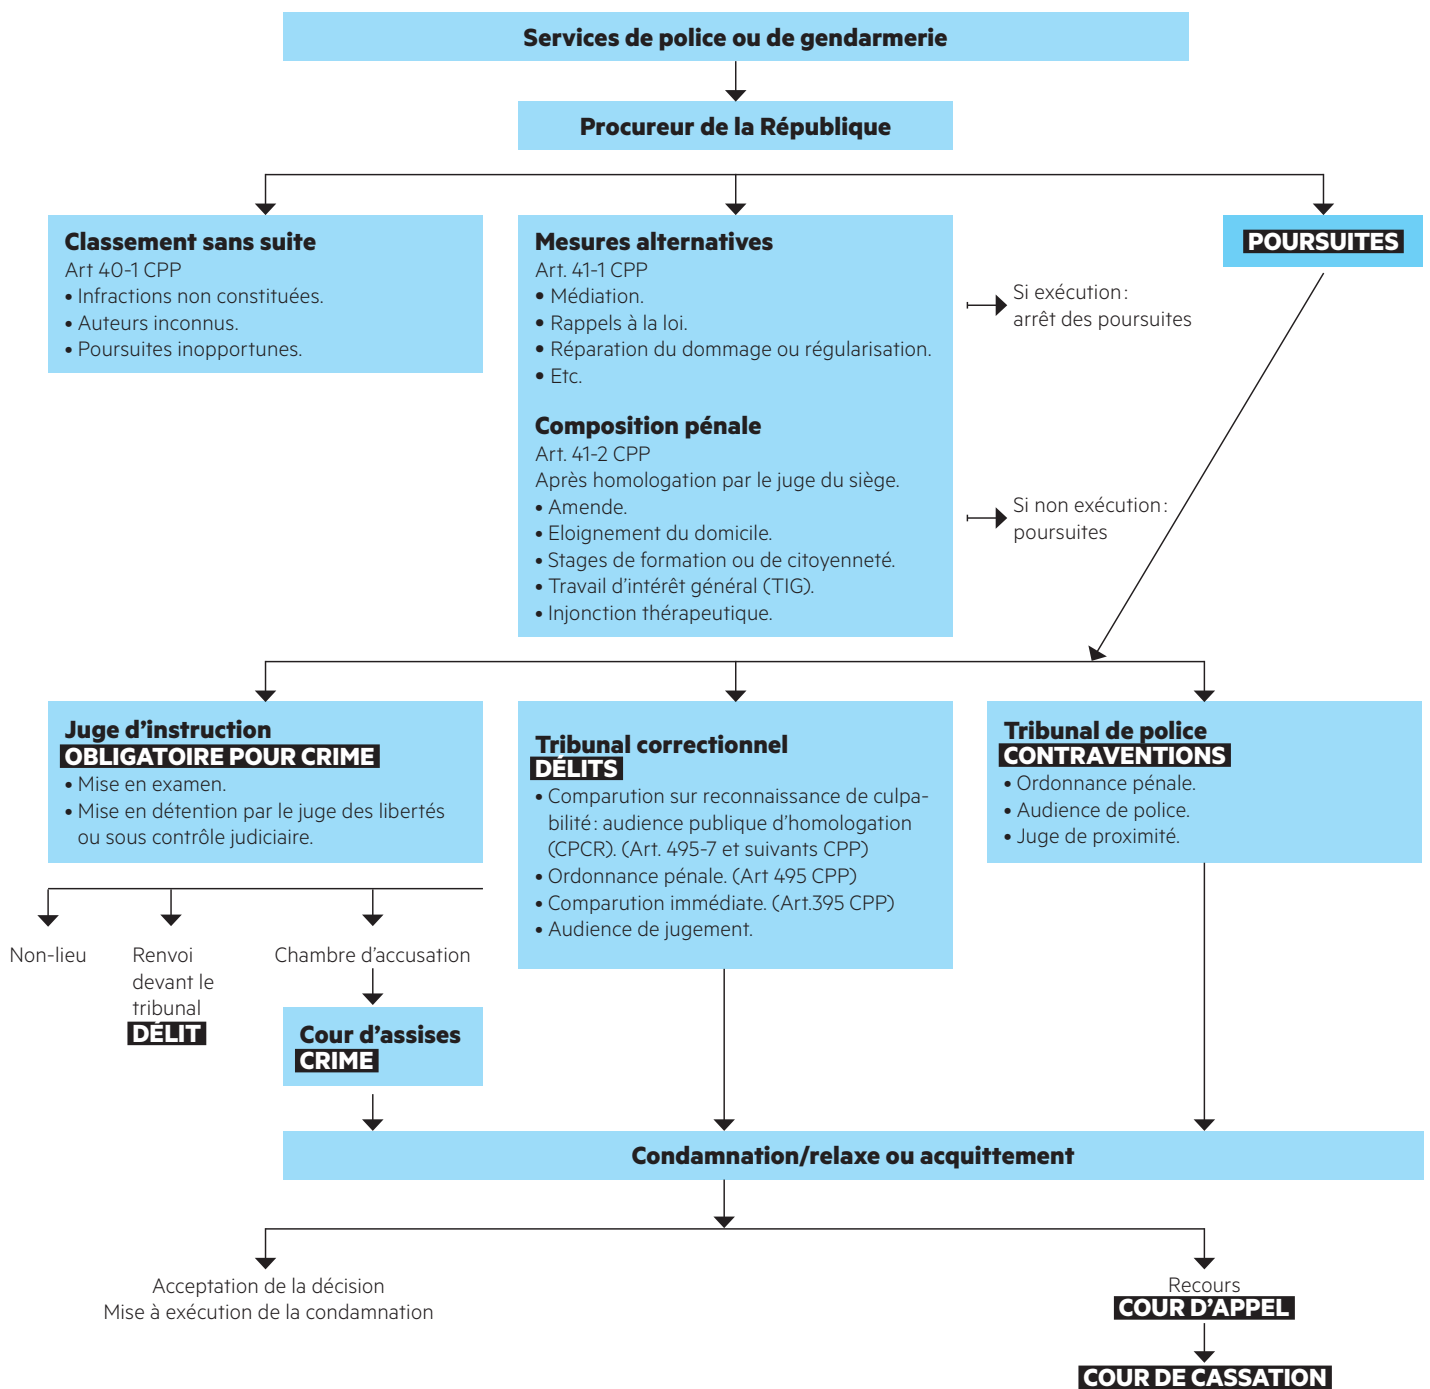 Services de police ou de gendarmerie
Procureur de la République
Classement sans suite
Art 40-1 CPP
• Infractions non constituées.
• Auteurs inconnus.
• Poursuites inopportunes.
Mesures alternatives
Art. 41-1 CPP
• Médiation.
• Rappels à la loi.
• Réparation du dommage ou régularisation.
• Etc.
Composition pénale
Art. 41-2 CPP
Après homologation par le juge du siège.
• Amende.
• Eloignement du domicile.
• Stages de formation ou de citoyenneté.
• Travail d’intérêt général (TIG).
• Injonction thérapeutique.
Si exécution :
arrêt des poursuites
Si non exécution :
poursuites
POURSUITES
Juge d’instruction
OBLIGATOIRE POUR CRIME
• Mise en examen.
• Mise en détention par le juge des libertés
ou sous contrôle judiciaire.
Tribunal correctionnel
DÉLITS
• Comparution sur reconnaissance de culpa-
bilité : audience publique d’homologation
(CPCR). (Art. 495-7 et suivants CPP)
• Ordonnance pénale. (Art 495 CPP)
• Comparution immédiate. (Art.395 CPP)
• Audience de jugement.
Tribunal de police
CONTRAVENTIONS
• Ordonnance pénale.
• Audience de police.
• Juge de proximité.
Non-lieu
Renvoi
devant le
tribunal
DÉLIT
Chambre d’accusation
Cour d’assises
CRIME
Condamnation/relaxe ou acquittement
Acceptation de la décision
Mise à exécution de la condamnation
Recours
COUR D’APPEL
COUR DE CASSATION